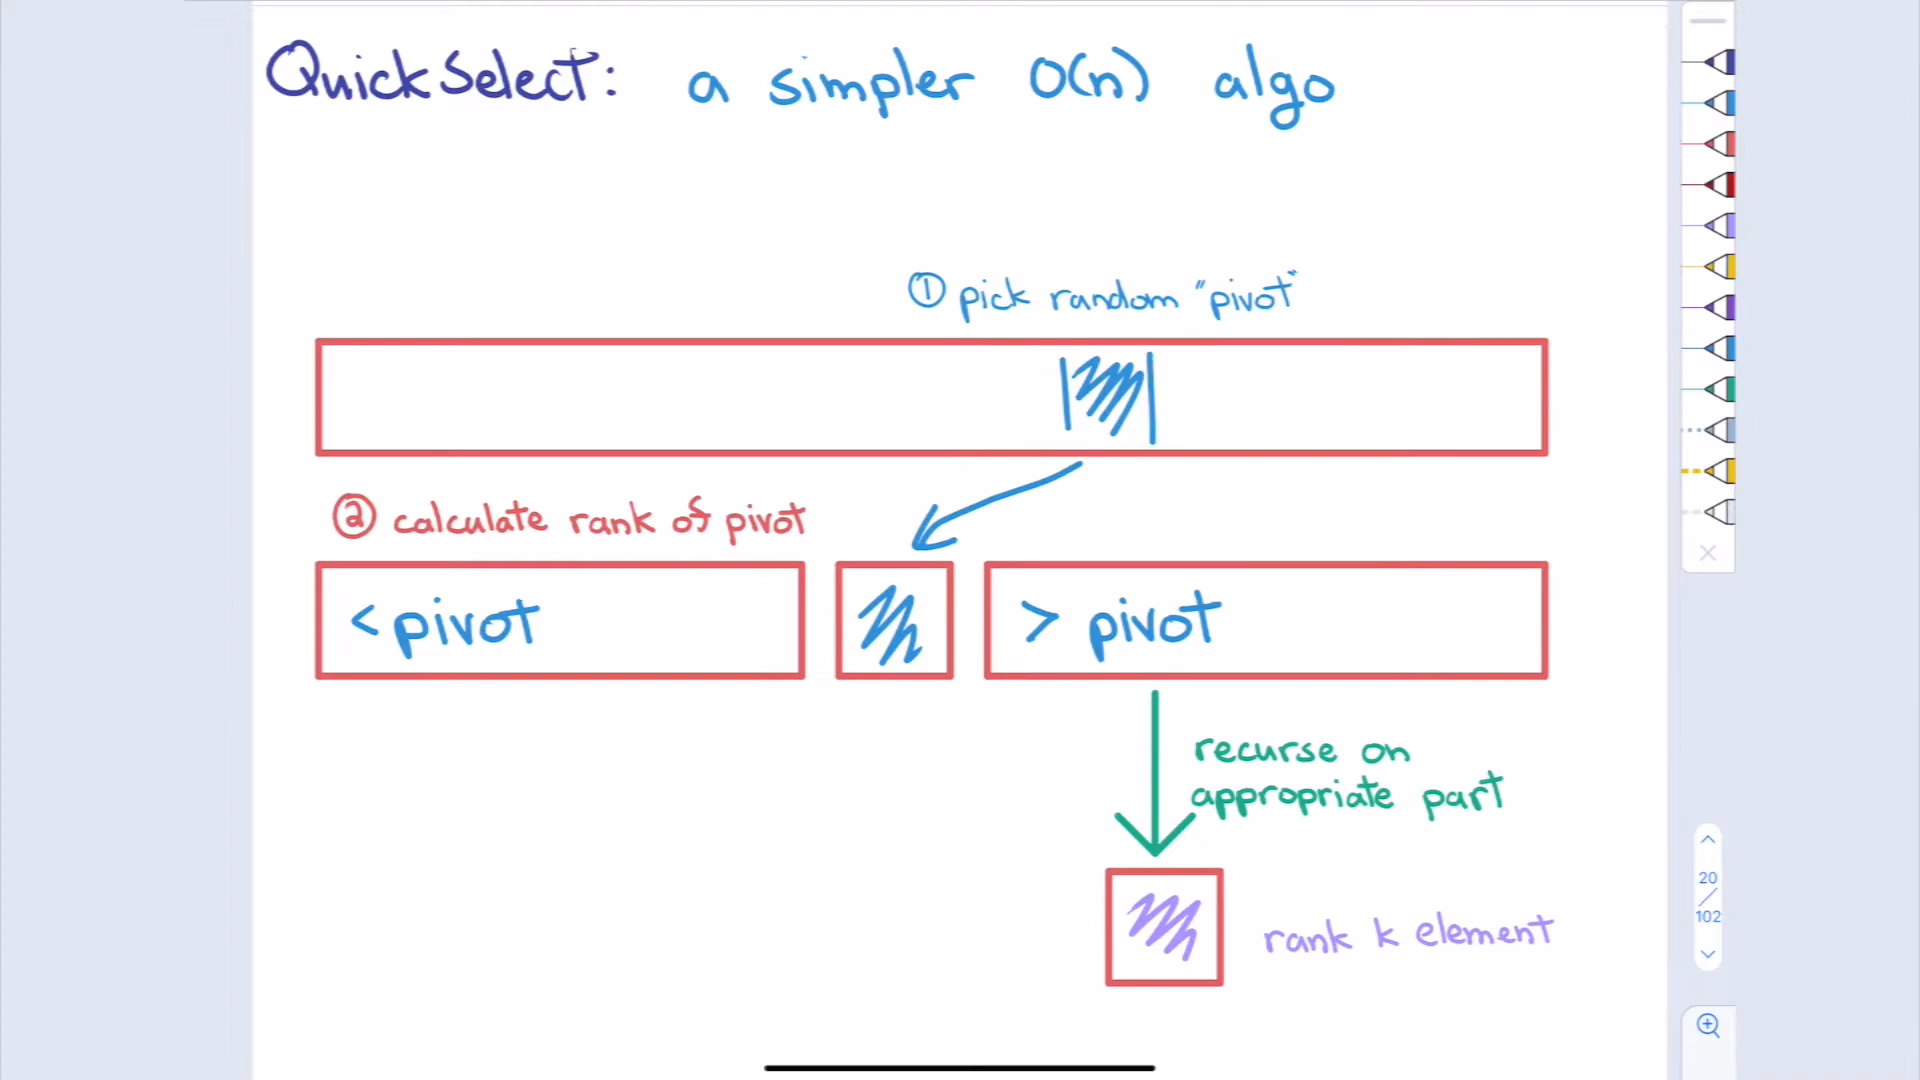 QuickSelect: a simpler O(n) algo
① pick random "pivot"
② calculate rank of pivot
< pivot
> pivot
recurse on
appropriate part
rank k element
20
102